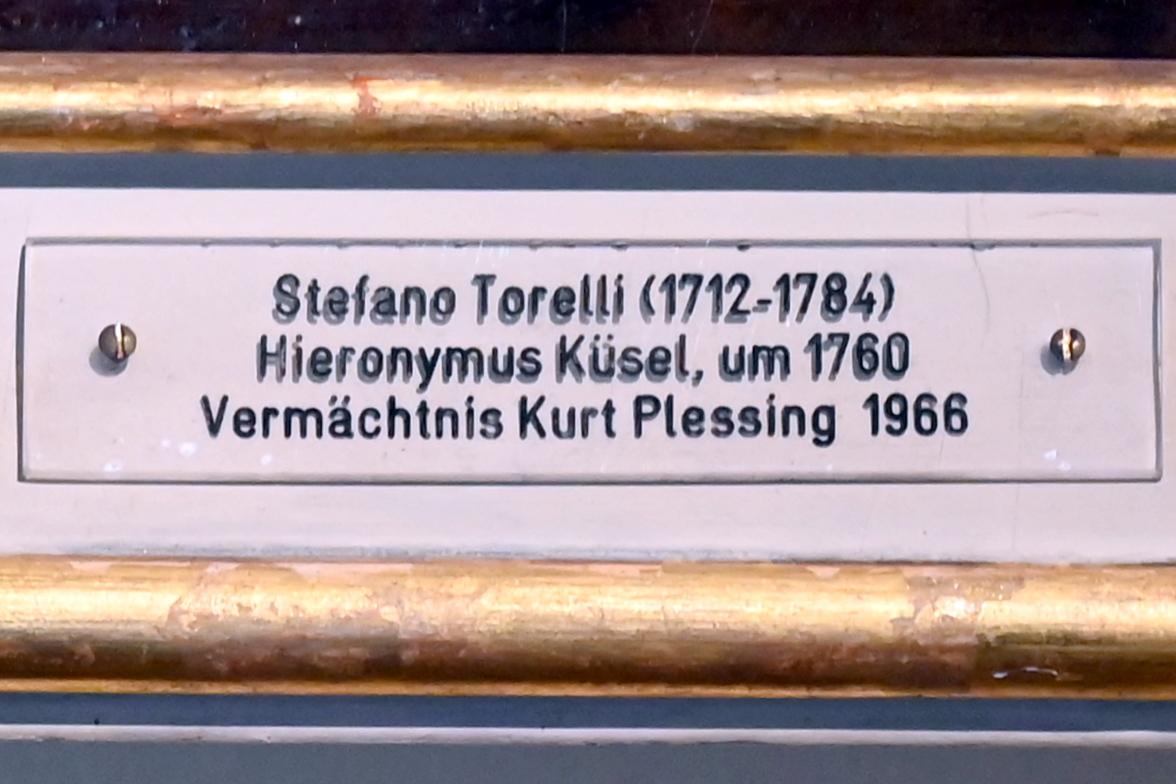 Stefano Torelli (1712-1784)
Hieronymus Küsel, um 1760
Vermächtnis Kurt Plessing 1966